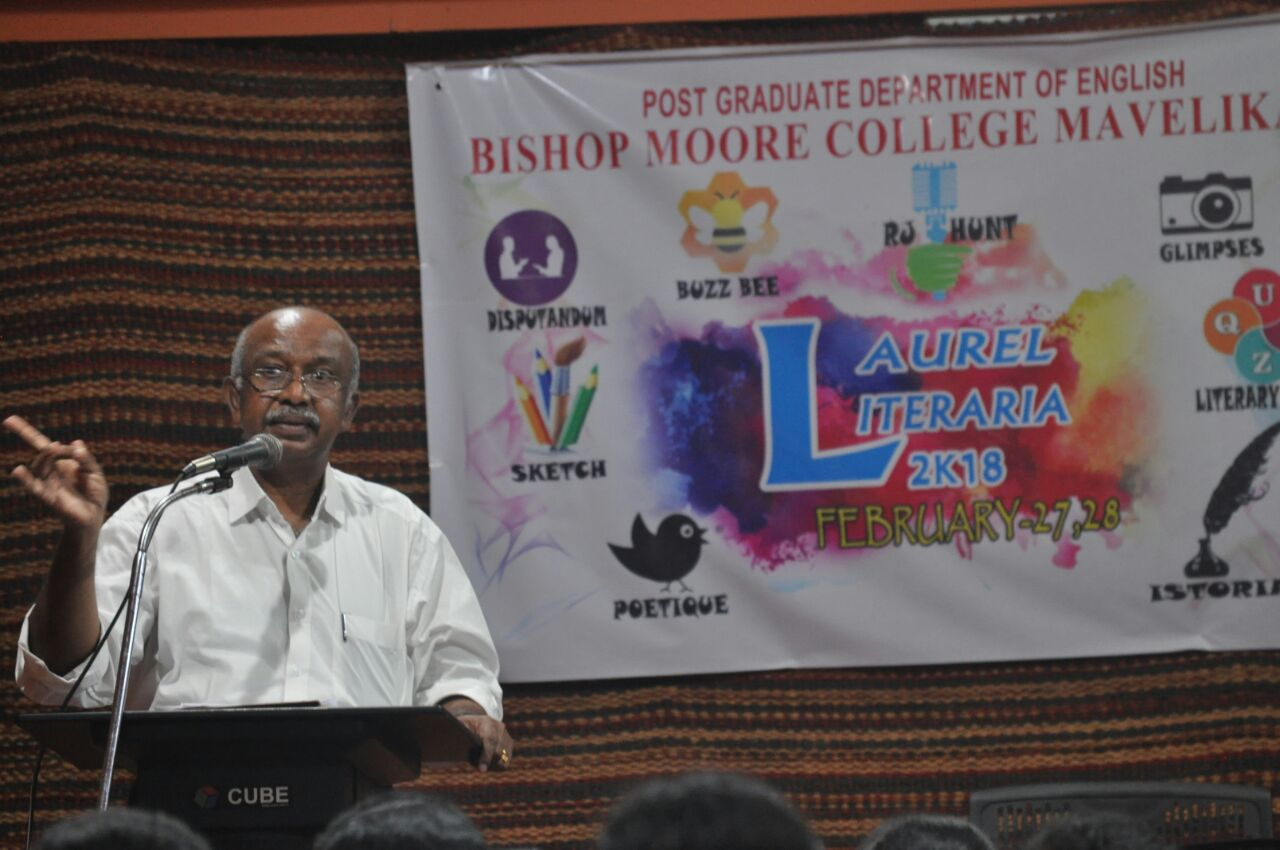 POST GRADUATE DEPARTMENT OF ENGLISH
BISHOP MOORE COLLEGE MAVELIKA
DISPUTANDUM
BUZZ BEE
RJ HUNT
GLIMPSES
SKETCH
LAUREL
LITERARIA
2K18
FEBRUARY-27,28
QUZ
LITERARY
POETIQUE
ISTORIA
CUBE